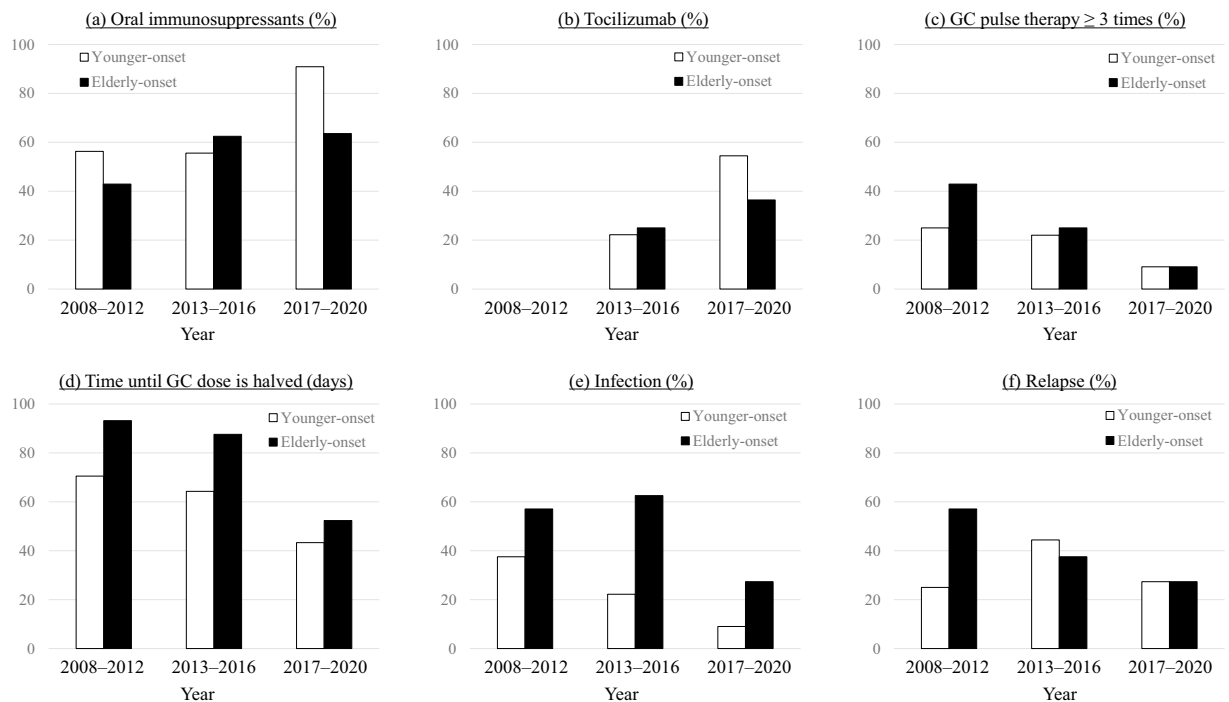 (a) Oral immunosuppressants (%)
100
80
60
40
20
0
Younger-onset
Elderly-onset
2008–2012 2013–2016 2017–2020
Year
(b) Tocilizumab (%)
100
80
60
40
20
0
Younger-onset
Elderly-onset
2008–2012 2013–2016 2017–2020
Year
(c) GC pulse therapy ≥ 3 times (%)
100
80
60
40
20
0
Younger-onset
Elderly-onset
2008–2012 2013–2016 2017–2020
Year
(d) Time until GC dose is halved (days)
100
80
60
40
20
0
Younger-onset
Elderly-onset
2008–2012 2013–2016 2017–2020
Year
(e) Infection (%)
100
80
60
40
20
0
Younger-onset
Elderly-onset
2008–2012 2013–2016 2017–2020
Year
(f) Relapse (%)
100
80
60
40
20
0
Younger-onset
Elderly-onset
2008–2012 2013–2016 2017–2020
Year